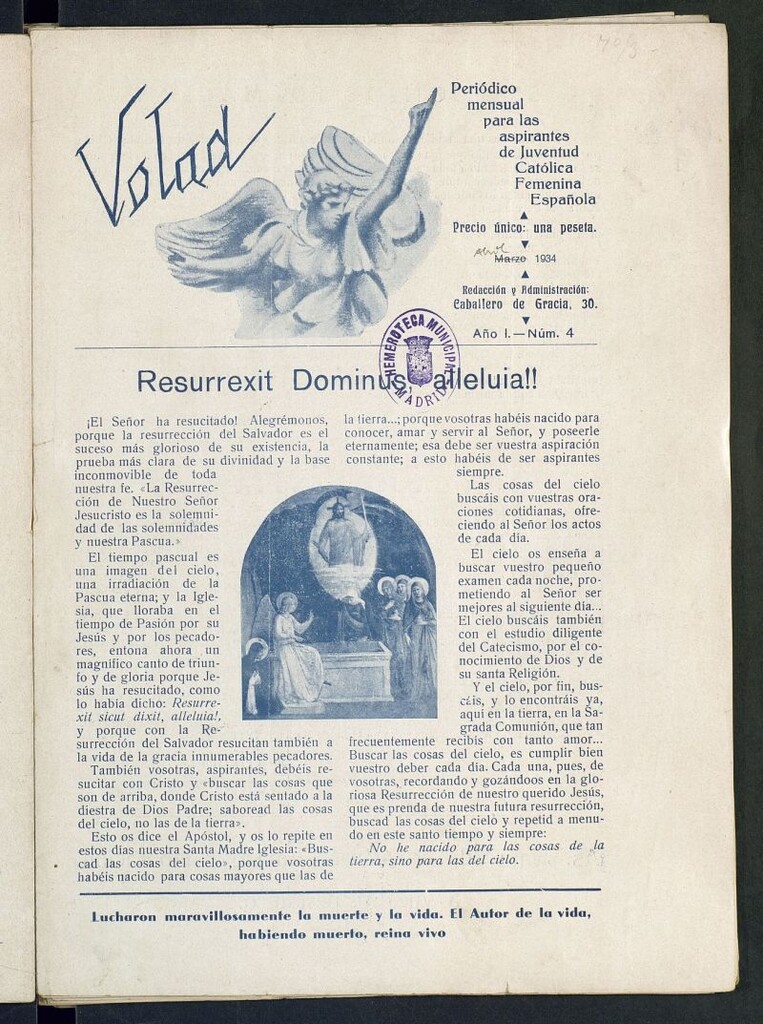 70/3
Volad
Periódico
mensual
para las
aspirantes
de Juventud
Católica
Femenina
Española
Precio único: una peseta.
abril
Marzo 1934
Redacción y Administración:
Caballero de Gracia, 30.
Año I.—Núm. 4
HEMEROTECA MUNICIPAL
MADRID
Resurrexit Dominus, alleluia!!
¡El Señor ha resucitado! Alegrémonos,
porque la resurrección del Salvador es el
suceso más glorioso de su existencia, la
prueba más clara de su divinidad y la base
inconmovible de toda
nuestra fe. «La Resurrec-
ción de Nuestro Señor
Jesucristo es la solemni-
dad de las solemnidades
y nuestra Pascua.»
El tiempo pascual es
una imagen del cielo,
una irradiación de la
Pascua eterna; y la Igle-
sia, que lloraba en el
tiempo de Pasión por su
Jesús y por los pecado-
res, entona ahora un
magnífico canto de triun-
fo y de gloria porque Je-
sús ha resucitado, como
lo había dicho: Resurre-
xit sicut dixit, alleluia!,
y porque con la Re-
surrección del Salvador resucitan también a
la vida de la gracia innumerables pecadores.
También vosotras, aspirantes, debéis re-
sucitar con Cristo y «buscar las cosas que
son de arriba, donde Cristo está sentado a la
diestra de Dios Padre; saboread las cosas
del cielo, no las de la tierra».
Esto os dice el Apóstol, y os lo repite en
estos días nuestra Santa Madre Iglesia: «Bus-
cad las cosas del cielo», porque vosotras
habéis nacido para cosas mayores que las de
la tierra...; porque vosotras habéis nacido para
conocer, amar y servir al Señor, y poseerle
eternamente; esa debe ser vuestra aspiración
constante; a esto habéis de ser aspirantes
siempre.
Las cosas del cielo
buscáis con vuestras ora-
ciones cotidianas, ofre-
ciendo al Señor los actos
de cada día.
El cielo os enseña a
buscar vuestro pequeño
examen cada noche, pro-
metiendo al Señor ser
mejores al siguiente día...
El cielo buscáis también
con el estudio diligente
del Catecismo, por el co-
nocimiento de Dios y de
su santa Religión.
Y el cielo, por fin, bus-
cáis, y lo encontráis ya,
aquí en la tierra, en la Sa-
grada Comunión, que tan
frecuentemente recibís con tanto amor...
Buscar las cosas del cielo, es cumplir bien
vuestro deber cada día. Cada una, pues, de
vosotras, recordando y gozándoos en la glo-
riosa Resurrección de nuestro querido Jesús,
que es prenda de nuestra futura resurrección,
buscad las cosas del cielo y repetid a menu-
do en este santo tiempo y siempre:
No he nacido para las cosas de la
tierra, sino para las del cielo.
Lucharon maravillosamente la muerte y la vida. El Autor de la vida,
habiendo muerto, reina vivo